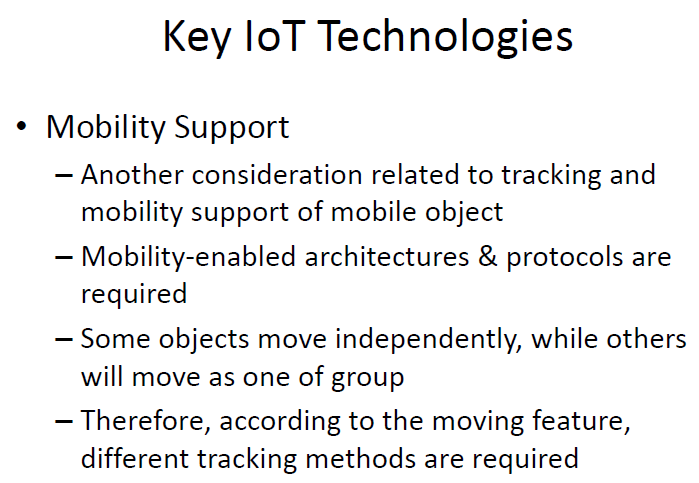 Key IoT Technologies
• Mobility Support
– Another consideration related to tracking and
mobility support of mobile object
– Mobility-enabled architectures & protocols are
required
– Some objects move independently, while others
will move as one of group
– Therefore, according to the moving feature,
different tracking methods are required